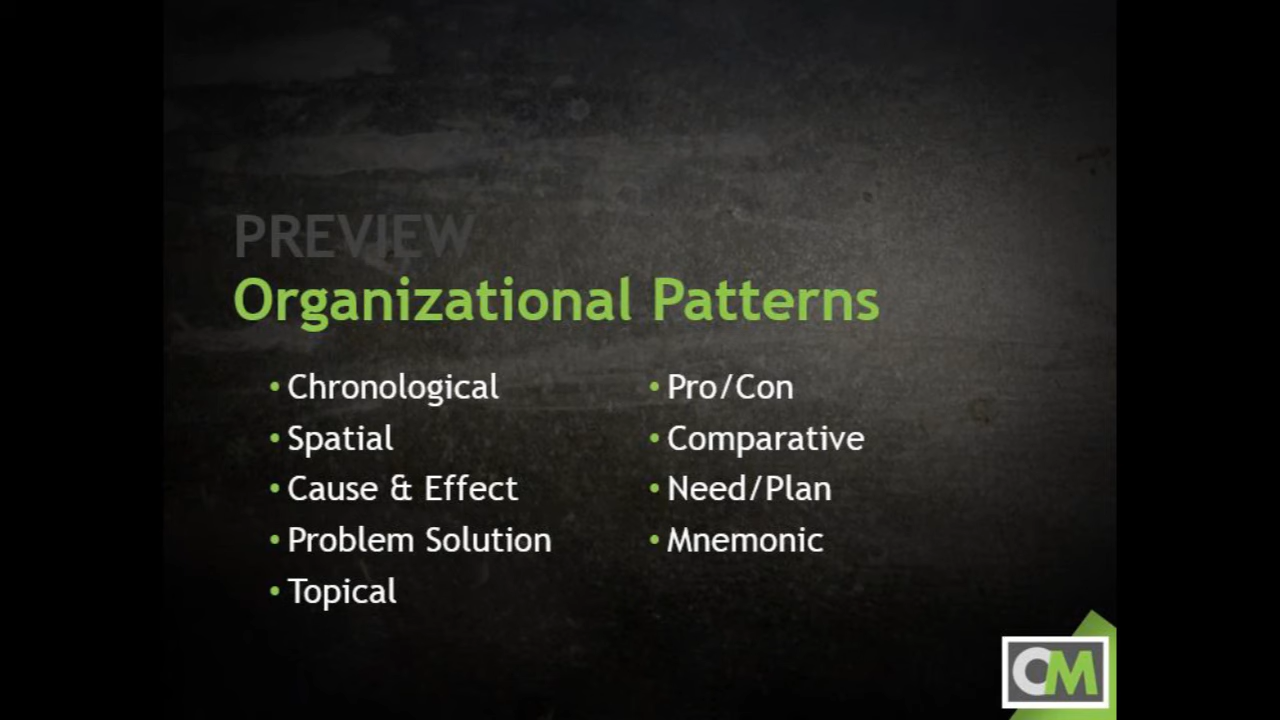 PREVIEW
Organizational Patterns
• Chronological
• Spatial
• Cause & Effect
• Problem Solution
• Topical
• Pro/Con
• Comparative
• Need/Plan
• Mnemonic
CM